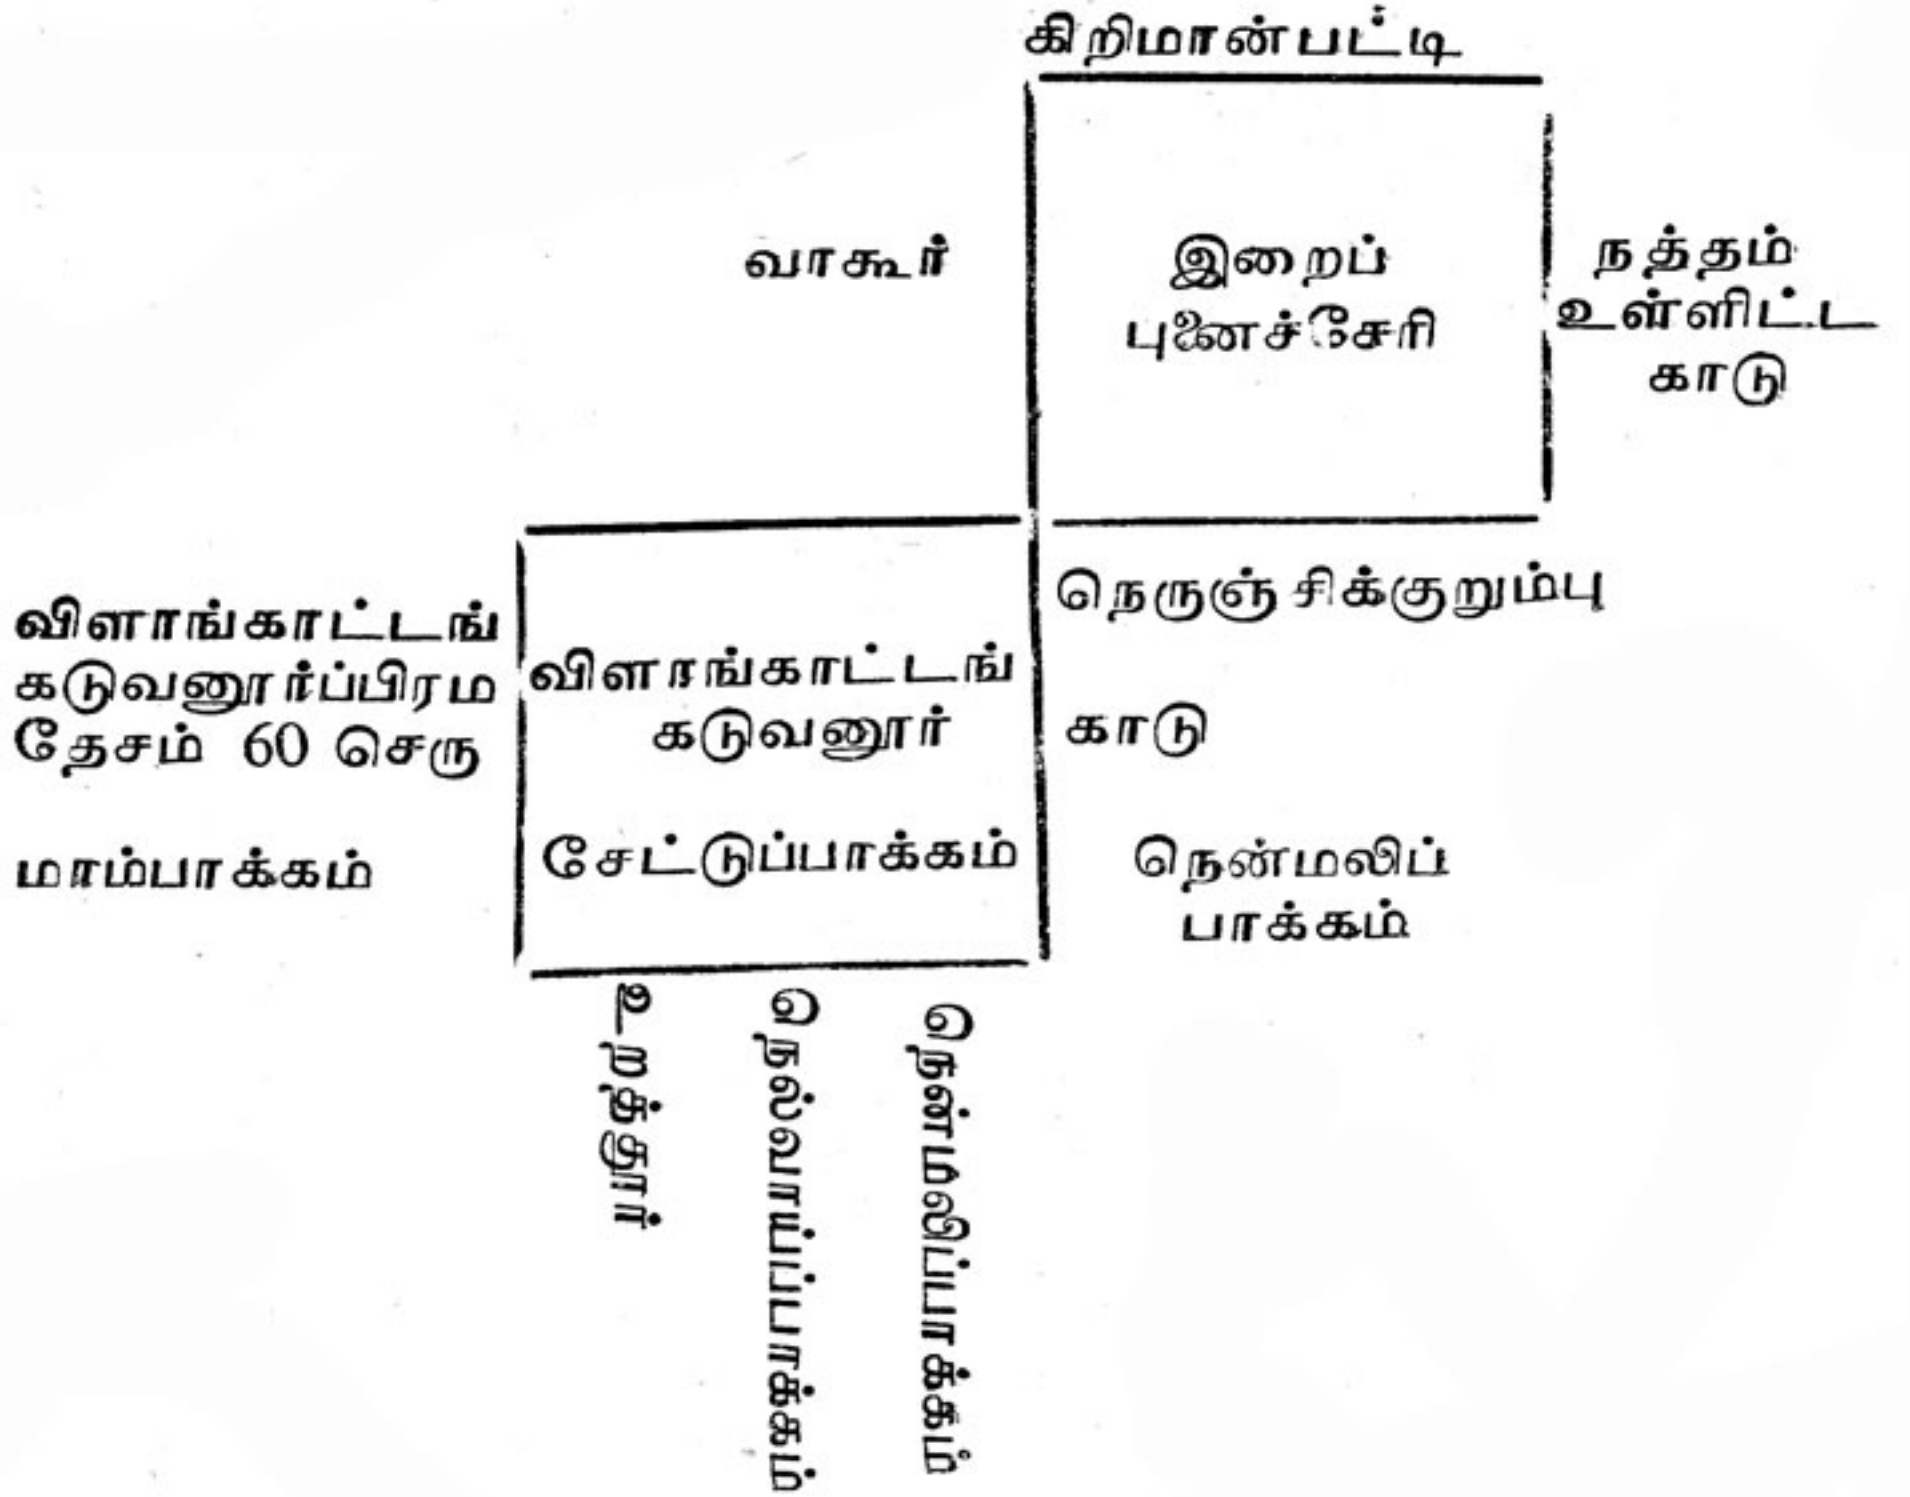 கிறிமான்பட்டி
வாகூர்
இறைப்
புனைச்சேரி
நத்தம்
உள்ளிட்ட
காடு
விளாங்காட்டங்
கடுவனூர்ப்பிரம
தேசம் 60 செரு
மாம்பாக்கம்
விளாங்காட்டங்
கடுவனூர்
சேட்டுப்பாக்கம்
நெருஞ்சிக்குறும்பு
காடு
நென்மலிப்
பாக்கம்
உறத்தூர்
நெல்வாய்ப்பாக்கம்
நென்மலிப்பாக்கம்